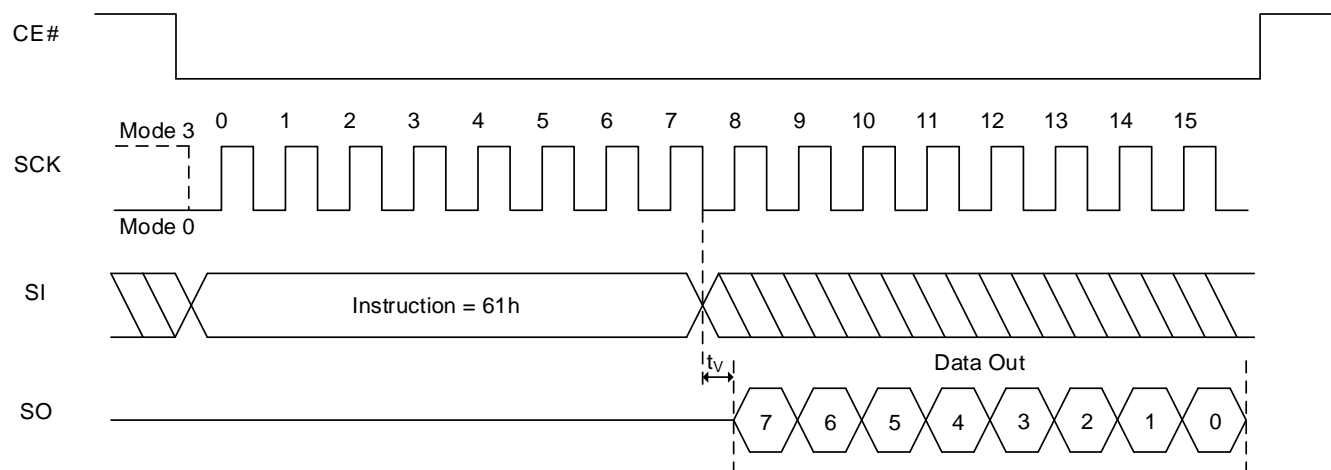 CE#
0 1 2 3 4 5 6 7 8 9 10 11 12 13 14 15
Mode 3
SCK
Mode 0
SI
Instruction = 61h
tV
Data Out
SO
7 6 5 4 3 2 1 0